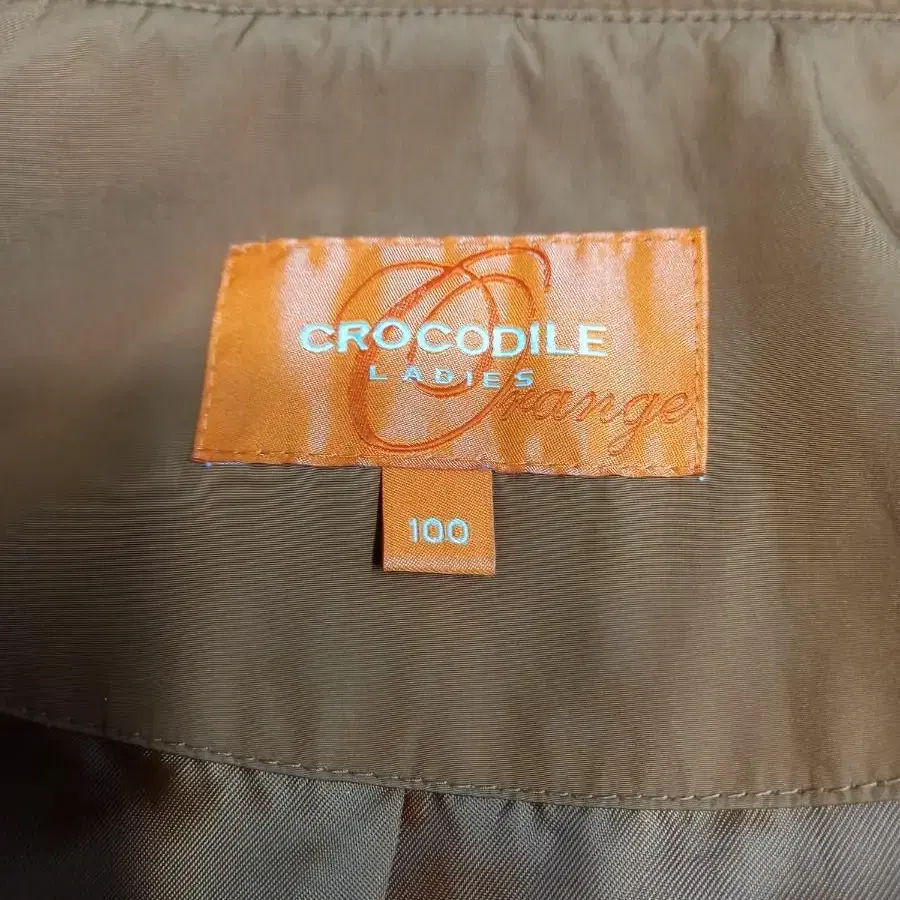 CROCODILE
LADIES
Orange
100